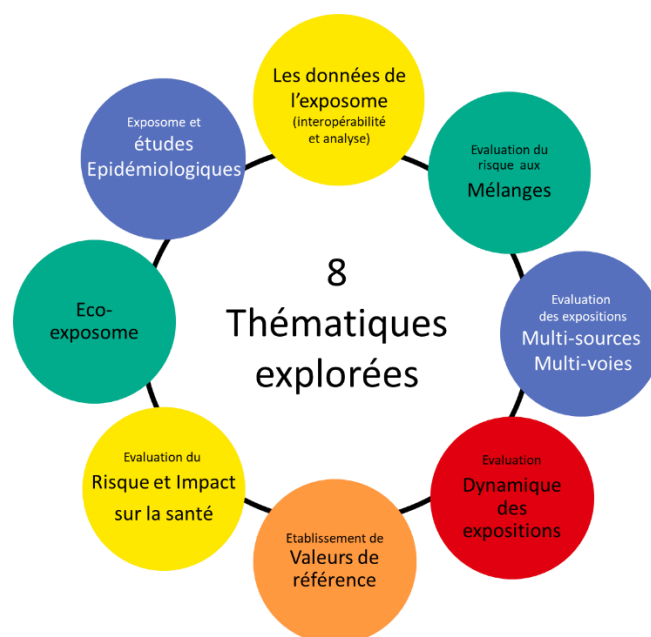 Les données de
l'exposome
(interopérabilité
et analyse)
Evaluation du
risque aux
Mélanges
Evaluation
des expositions
Multi-sources
Multi-voies
Evaluation
Dynamique
des
expositions
Etablissement de
Valeurs de
référence
Evaluation du
Risque et Impact
sur la santé
Eco-
exposome
Exposome et
études
Epidémiologiques
8
Thématiques
explorées